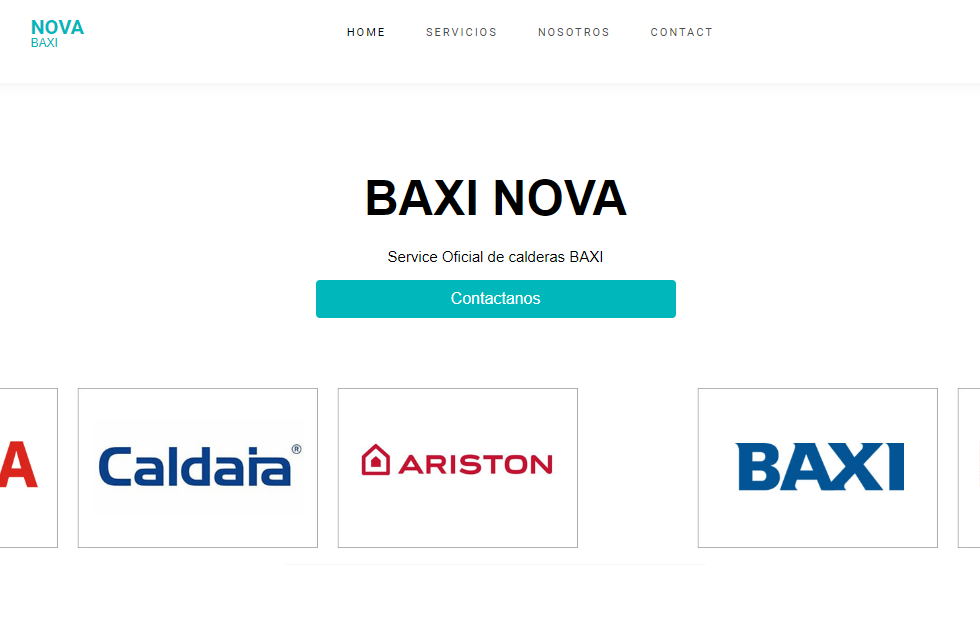 NOVA
BAXI
HOME SERVICIOS NOSOTROS CONTACT
BAXI NOVA
Service Oficial de calderas BAXI
Contactanos
A Caldaia® ARISTON BAXI